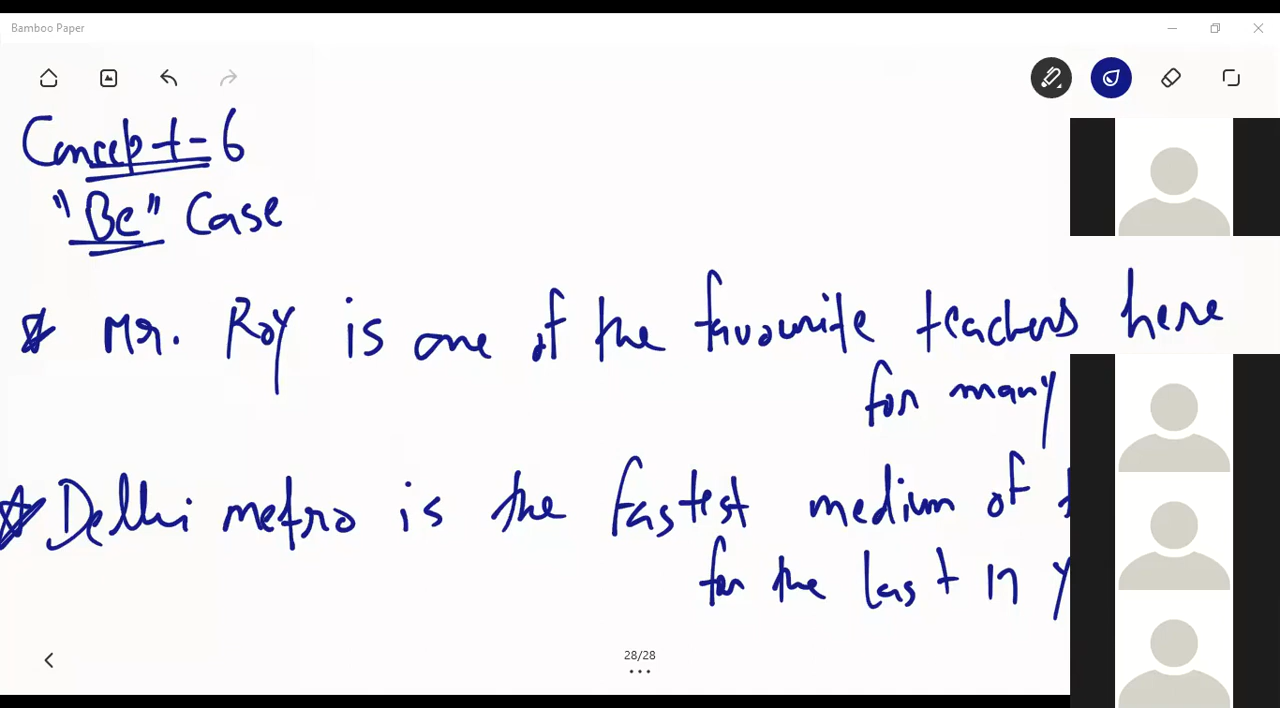 Bamboo Paper
Concept-6
"Be" Case
Mr. Roy is one of the favourite teachers here
for many
Delhi metro is the fastest medium of
for the last 17
28/28